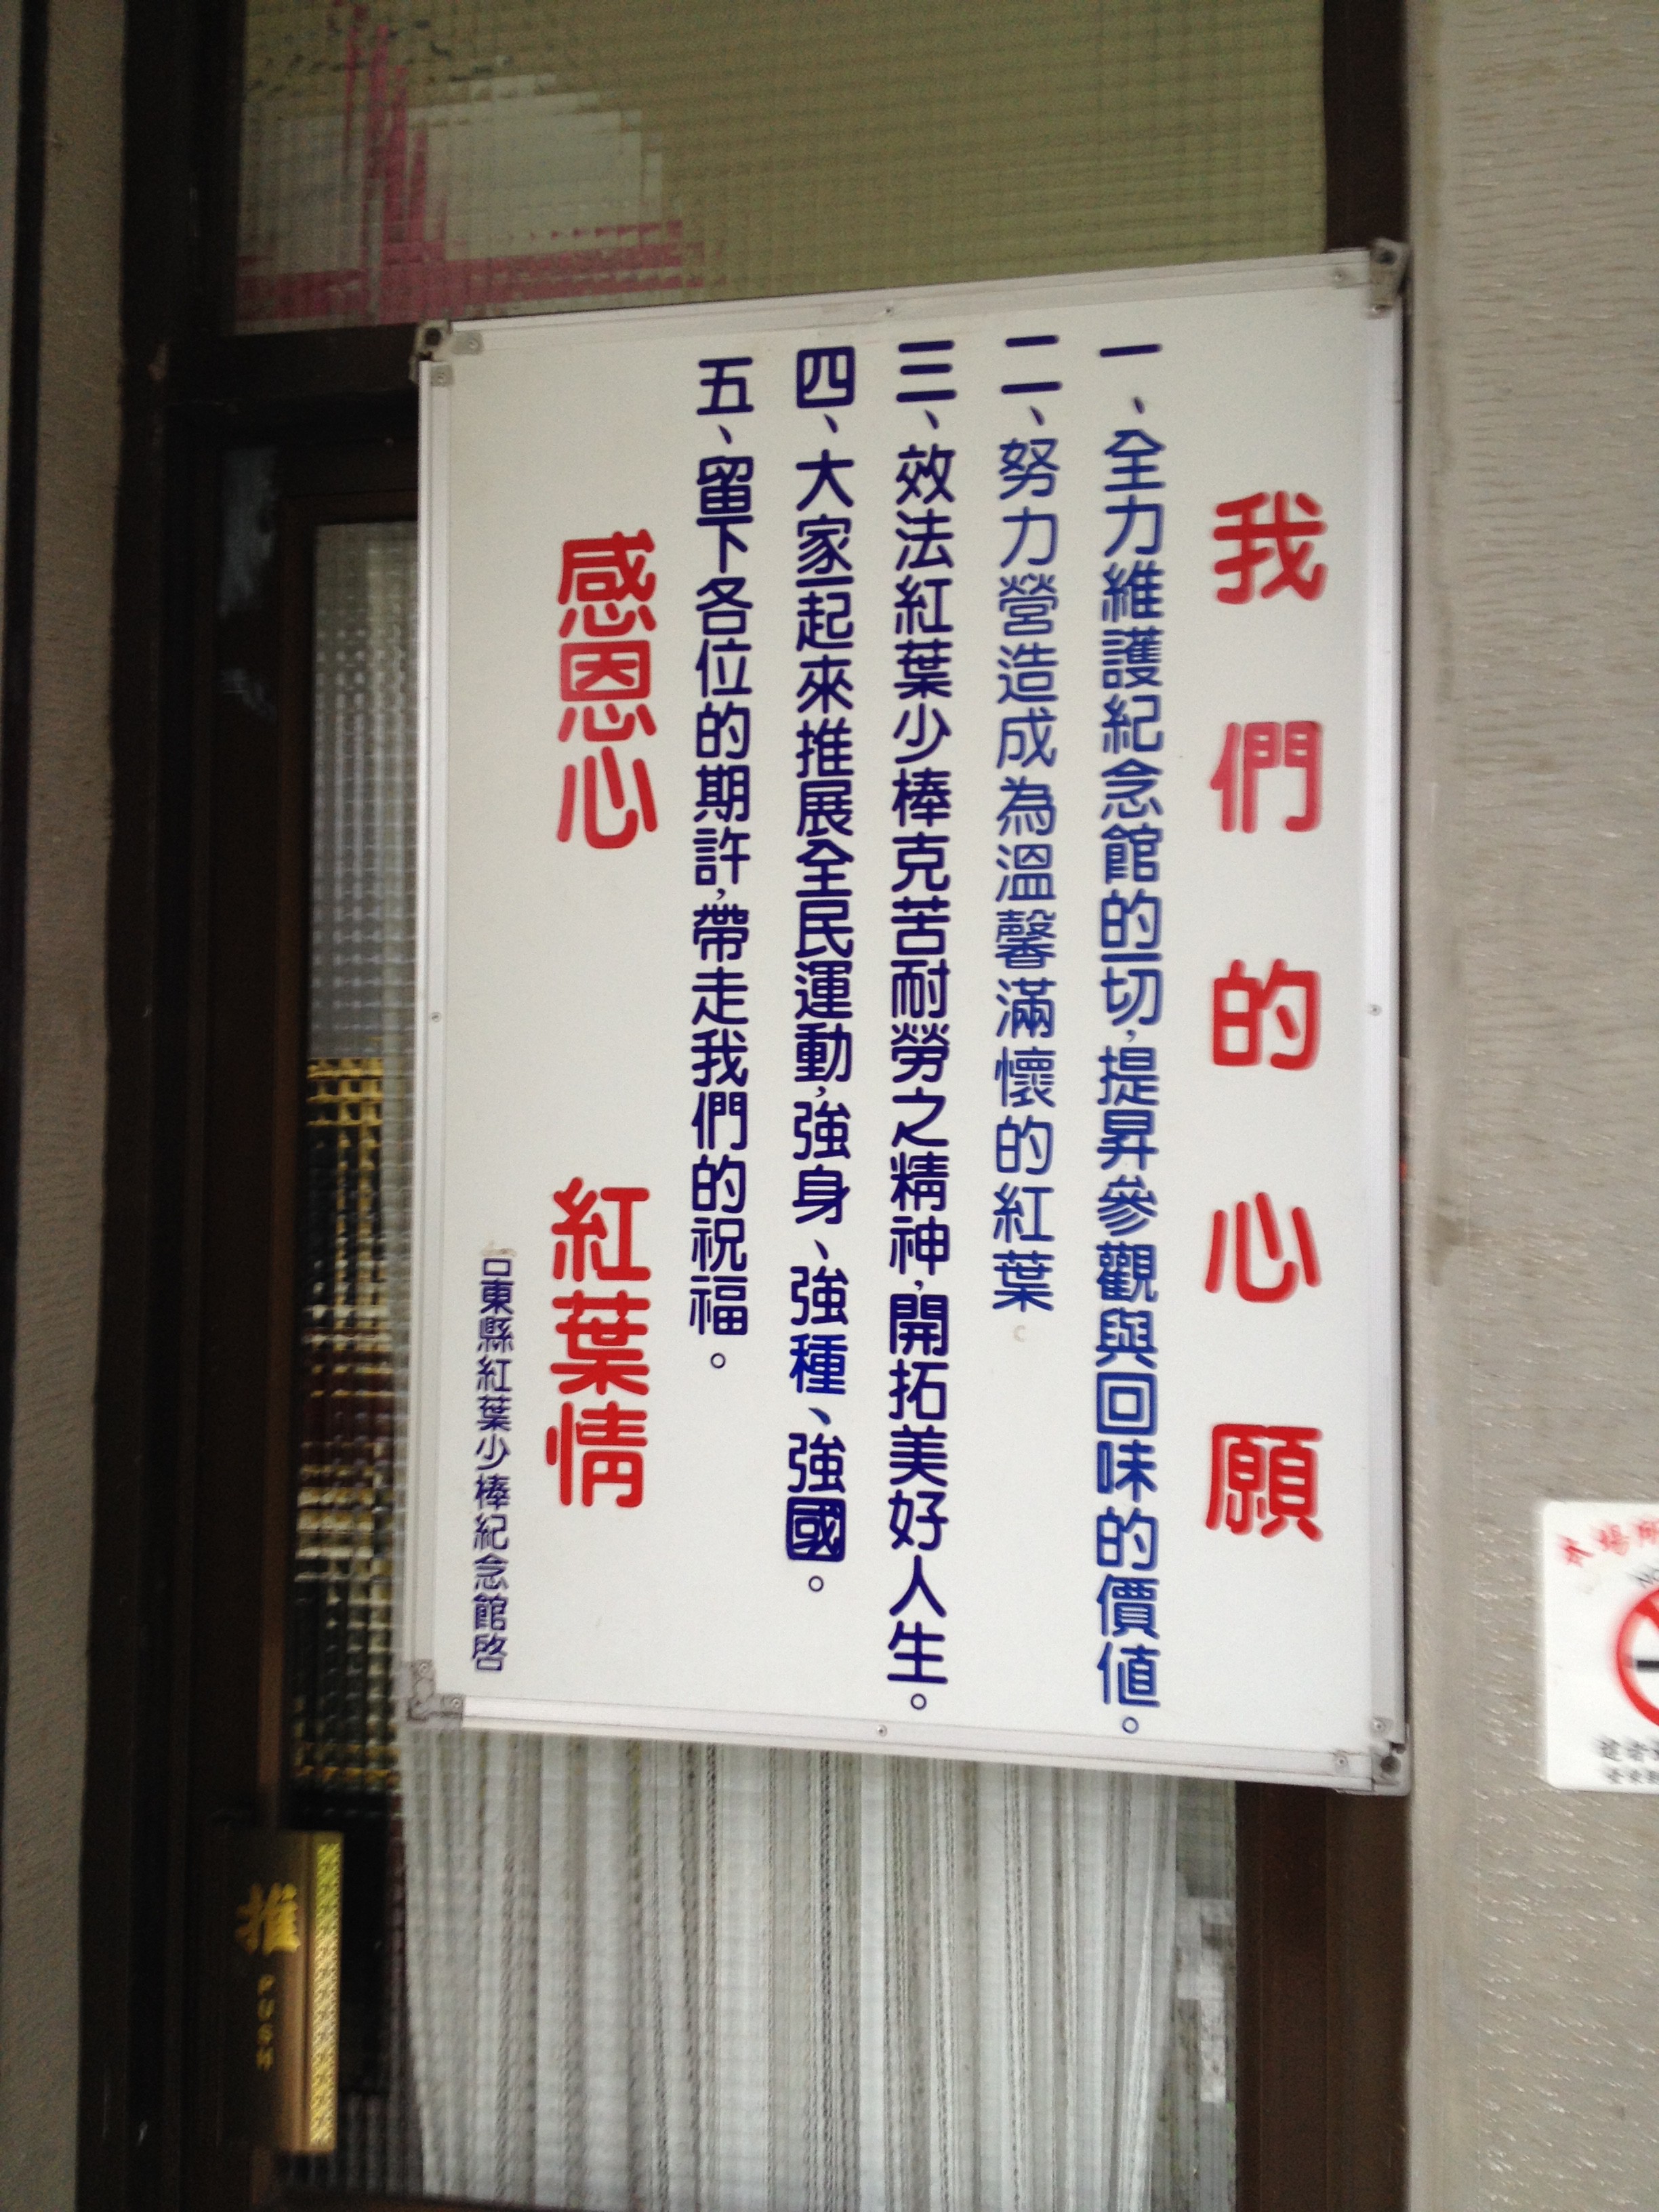 我們的心願
一、全力維護紀念館的一切,提昇參觀與回味的價值。
二、努力營造成為溫馨滿懷的紅葉
三、效法紅葉少棒克苦耐勞之精神,開拓美好人生。
四、大家一起來推展全民運動,強身、強種、強國。
五、留下各位的期許,帶走我們的祝福。
感恩心 紅葉情
東縣紅葉少棒紀念館啟
推
PUSH